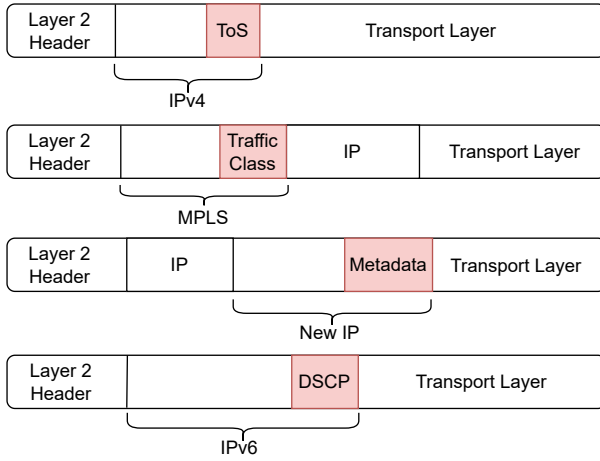 Layer 2
Header
ToS
Transport Layer
IPv4
Layer 2
Header
Traffic
Class
IP
Transport Layer
MPLS
Layer 2
Header
IP
Metadata
Transport Layer
New IP
Layer 2
Header
DSCP
Transport Layer
IPv6